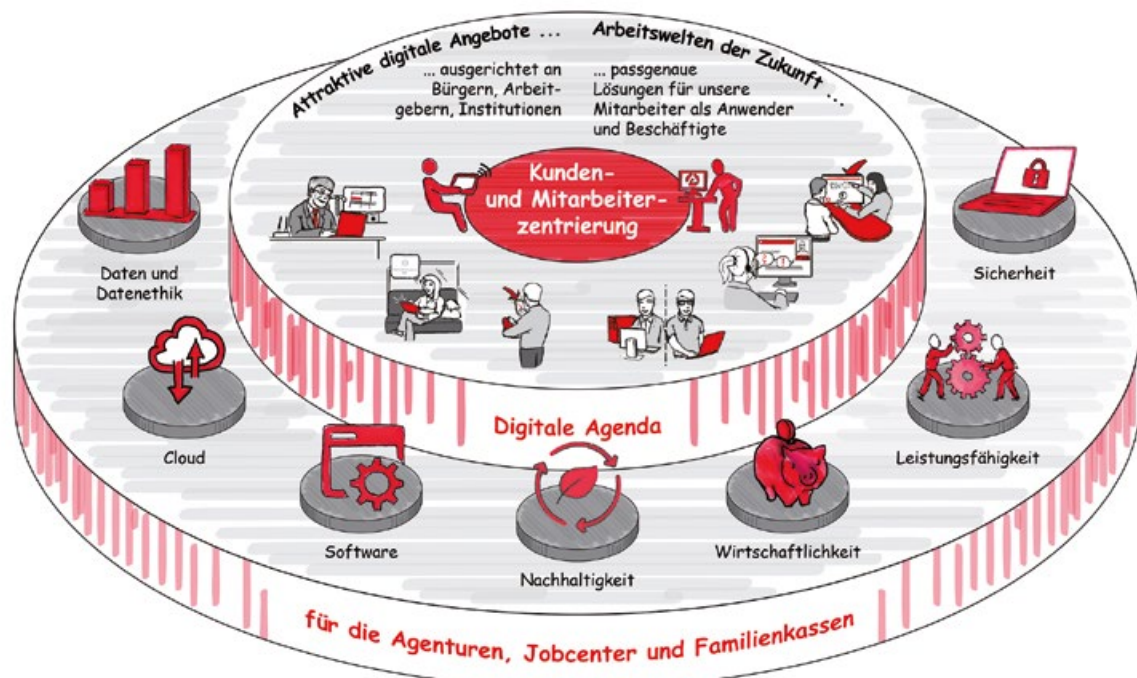 Attraktive digitale Angebote ...
... ausgerichtet an
Bürgern, Arbeit-
gebern, Institutionen
Arbeitswelten der Zukunft ...
... passgenaue
Lösungen für unsere
Mitarbeiter als Anwender
und Beschäftigte
Kunden-
und Mitarbeiter-
zentrierung
Daten und
Datenethik
Cloud
Software
Nachhaltigkeit
Wirtschaftlichkeit
Leistungsfähigkeit
Sicherheit
Digitale Agenda
für die Agenturen, Jobcenter und Familienkassen